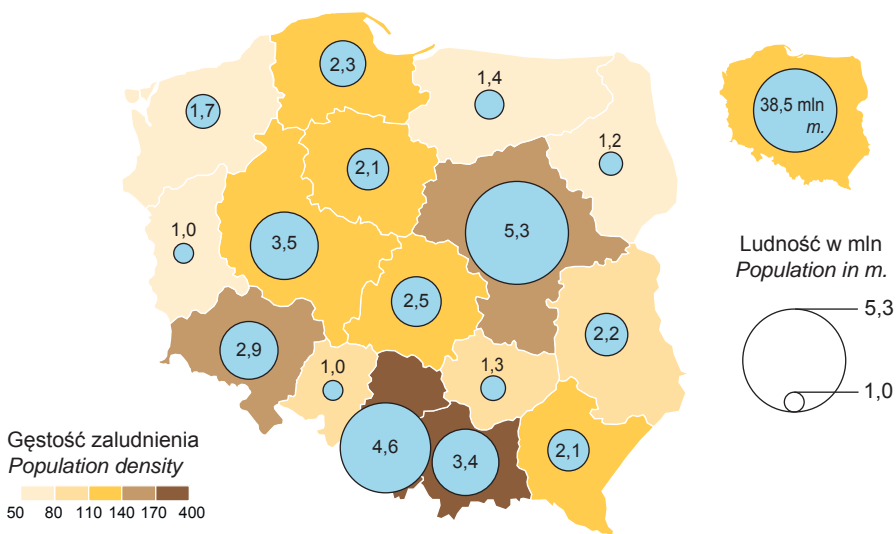 2,3
1,4
1,7
38,5 mln
m.
1,2
2,1
5,3
1,0
3,5
Ludność w mln
Population in m.
2,5
5,3
2,2
2,9
1,0
1,3
1,0
4,6
3,4
2,1
Gęstość zaludnienia
Population density
50 80 110 140 170 400